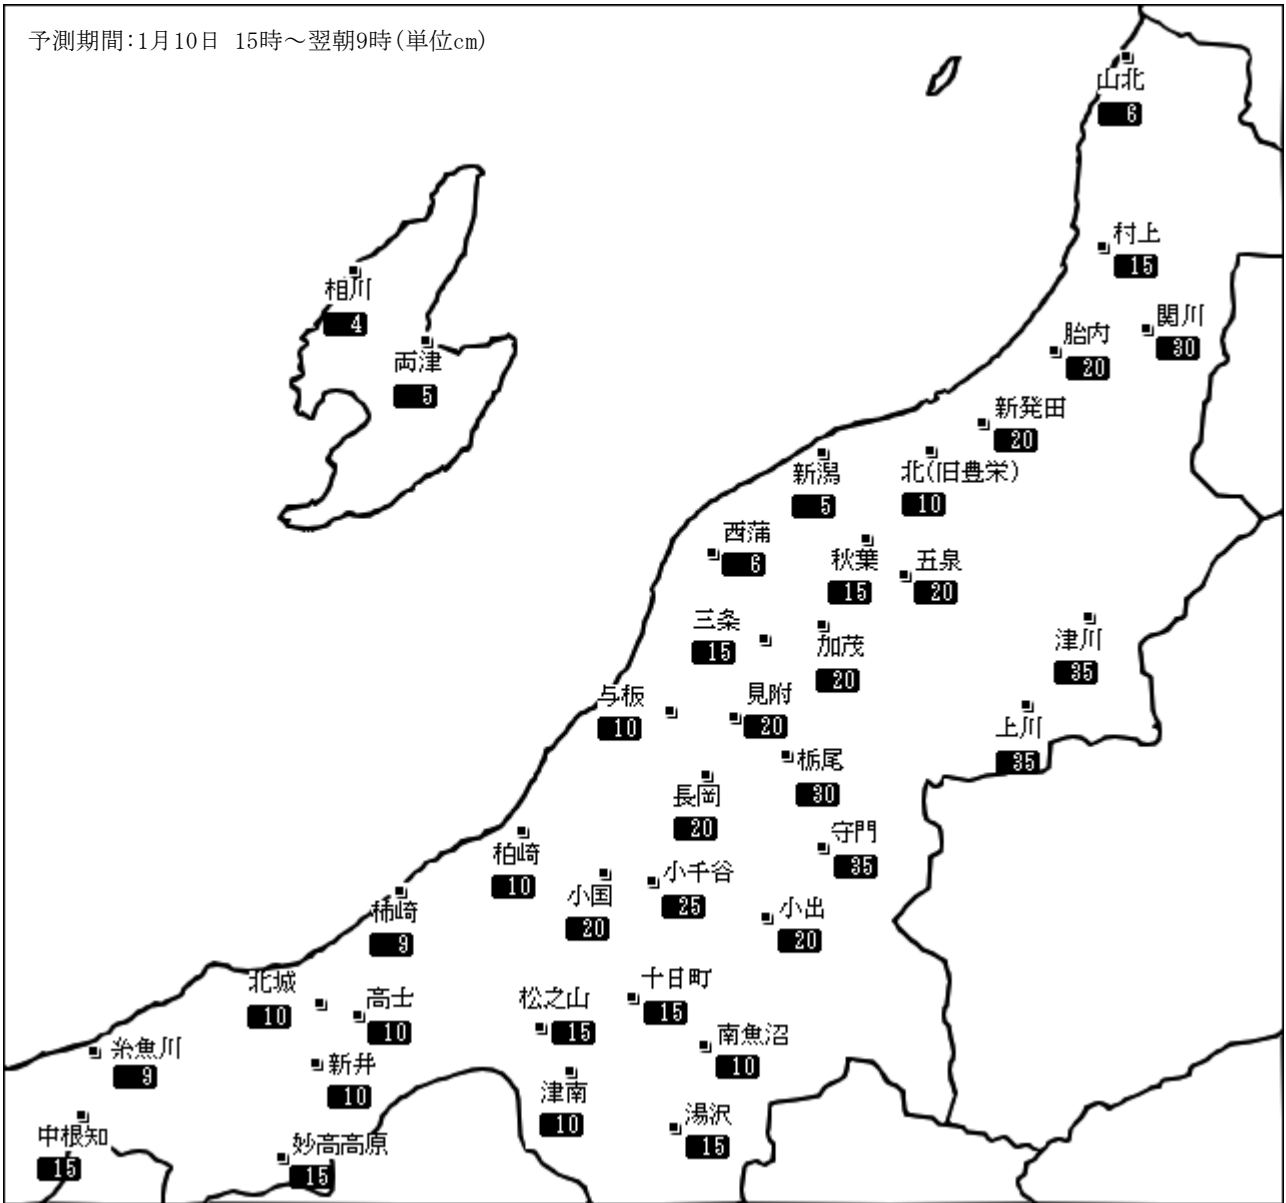 予測期間:1月10日 15時～翌朝9時(単位cm)
山北
6
村上
15
相川
4
関川
30
胎内
20
両津
5
新発田
20
新潟
5
北(旧豊栄)
10
西蒲
6
秋葉
15
五泉
20
三条
15
加茂
20
津川
35
与板
10
見附
20
上川
35
栃尾
30
長岡
20
守門
35
柏崎
10
小千谷
25
小国
20
柿崎
9
小出
20
北城
10
高士
10
松之山
15
十日町
15
南魚沼
10
糸魚川
9
新井
10
津南
10
湯沢
15
中根知
15
妙高高原
15